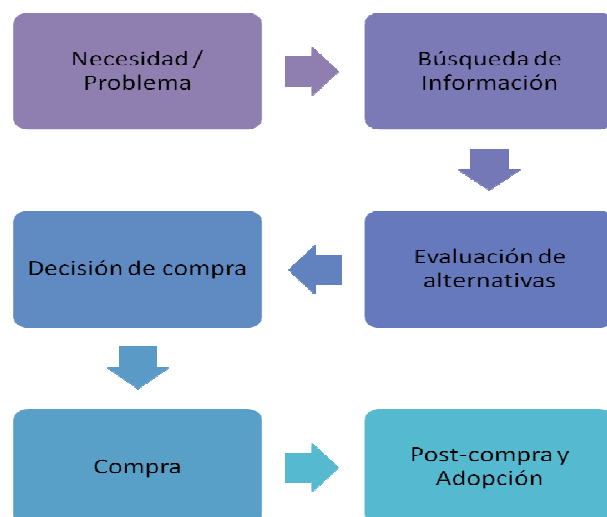 Necesidad /
Problema
Búsqueda de
Información
Evaluación de
alternativas
Decisión de compra
Compra
Post-compra y
Adopción